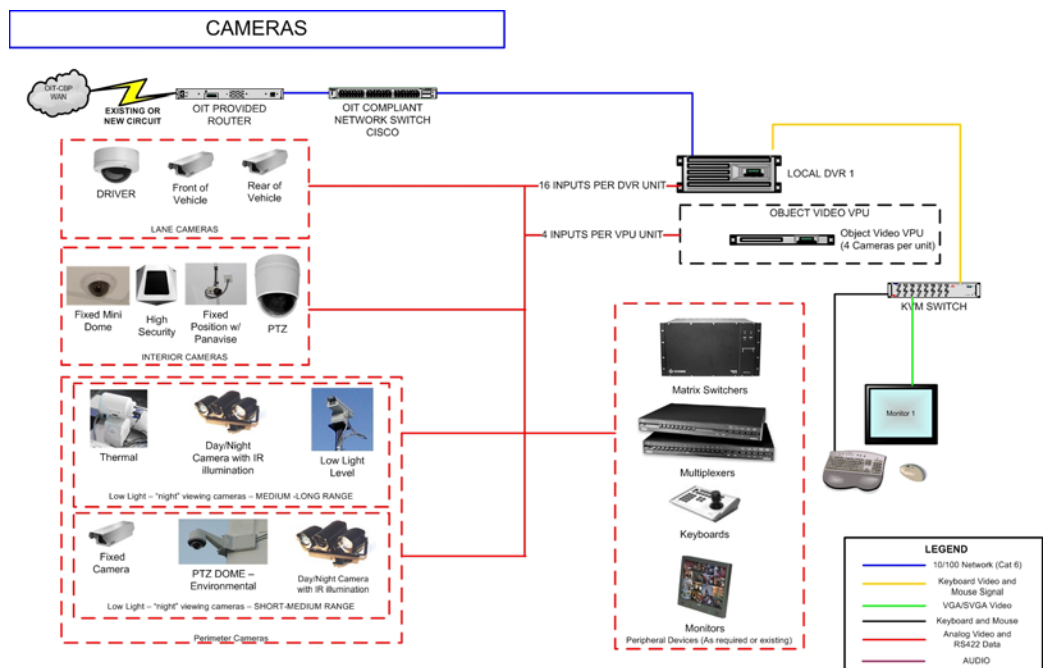 CAMERAS
OIT-CBP
WAN
EXISTING OR
NEW CIRCUIT
OIT PROVIDED
ROUTER
OIT COMPLIANT
NETWORK SWITCH
CISCO
DRIVER
Front of
Vehicle
Rear of
Vehicle
LANE CAMERAS
16 INPUTS PER DVR UNIT
LOCAL DVR 1
4 INPUTS PER VPU UNIT
OBJECT VIDEO VPU
Object Video VPU
(4 Cameras per unit)
KVM SWITCH
Fixed Mini
Dome
High
Security
Fixed
Position w/
Panavise
PTZ
INTERIOR CAMERAS
Matrix Switchers
Multiplexers
Keyboards
Monitors
Peripheral Devices (As required or existing)
Monitor 1
Thermal
Day/Night
Camera with IR
illumination
Low Light
Level
Low Light – "night" viewing cameras – MEDIUM -LONG RANGE
Fixed
Camera
PTZ DOME –
Environmental
Day/Night Camera
with IR illumination
Low Light – "night" viewing cameras – SHORT-MEDIUM RANGE
Perimeter Cameras
LEGEND
10/100 Network (Cat 6)
Keyboard Video and
Mouse Signal
VGA/SVGA Video
Keyboard and Mouse
Analog Video and
RS422 Data
AUDIO